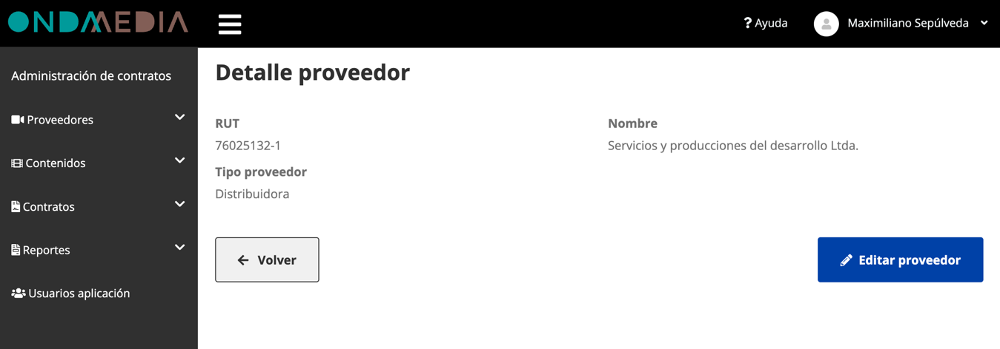 ONDAMEDIA
? Ayuda
Maximiliano Sepúlveda
Administración de contratos
Proveedores
Contenidos
Contratos
Reportes
Usuarios aplicación
Detalle proveedor
RUT
76025132-1
Nombre
Servicios y producciones del desarrollo Ltda.
Tipo proveedor
Distribuidora
Volver
Editar proveedor